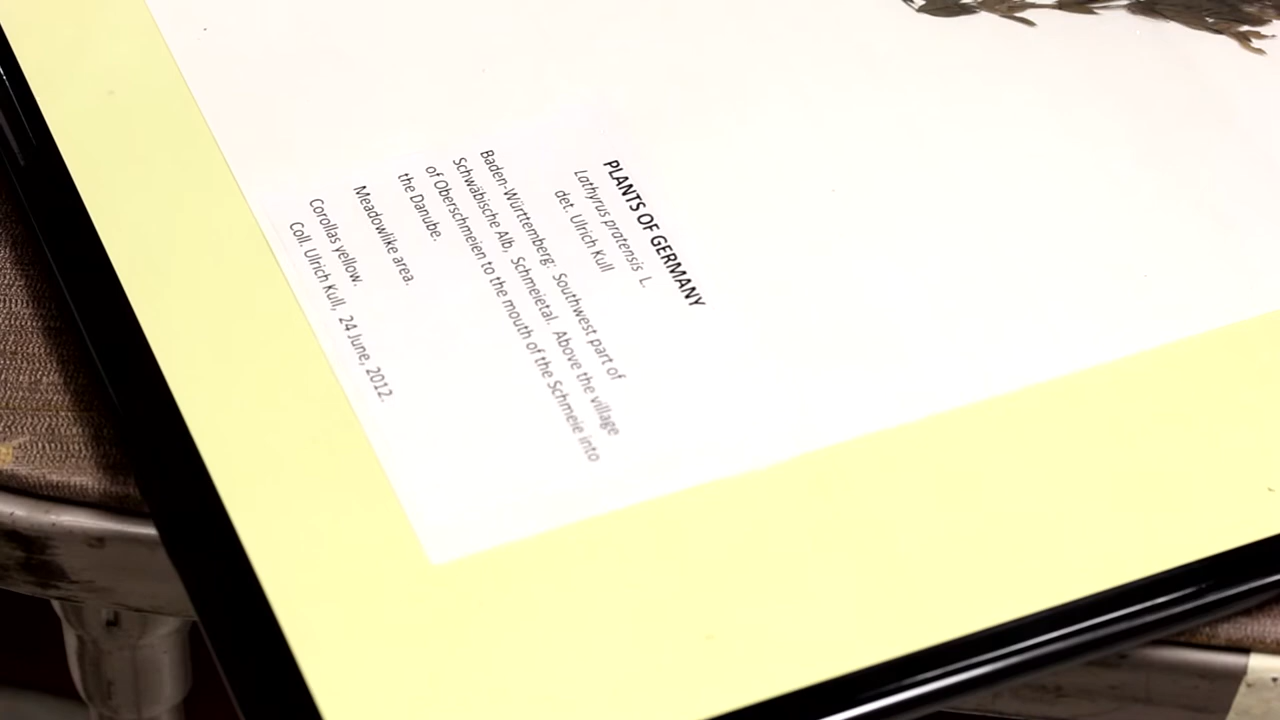 PLANTS OF GERMANY
Lathyrus pratensis L.
det. Ulrich Kull
Baden-Württemberg: Southwest part of
Schwäbische Alb, Schmeietal. Above the village
of Oberschmeien to the mouth of the Schmeie into
the Danube.
Meadowlike area.
Corollas yellow.
Coll. Ulrich Kull, 24 June, 2012.